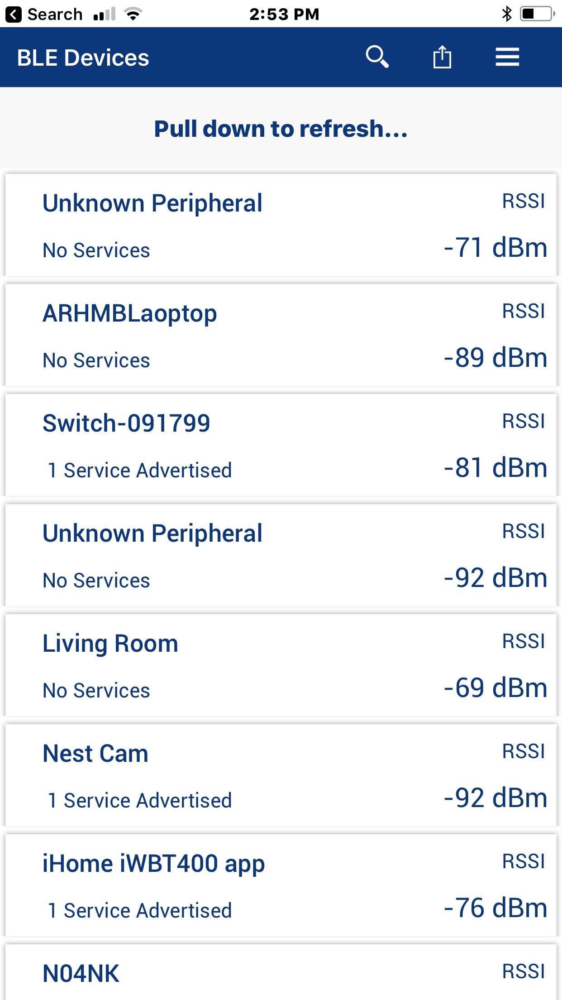 Search 2:53 PM
BLE Devices
Pull down to refresh...
Unknown Peripheral RSSI
No Services -71 dBm
ARHMBLaoptop RSSI
No Services -89 dBm
Switch-091799 RSSI
1 Service Advertised -81 dBm
Unknown Peripheral RSSI
No Services -92 dBm
Living Room RSSI
No Services -69 dBm
Nest Cam RSSI
1 Service Advertised -92 dBm
iHome iWBT400 app RSSI
1 Service Advertised -76 dBm
N04NK RSSI